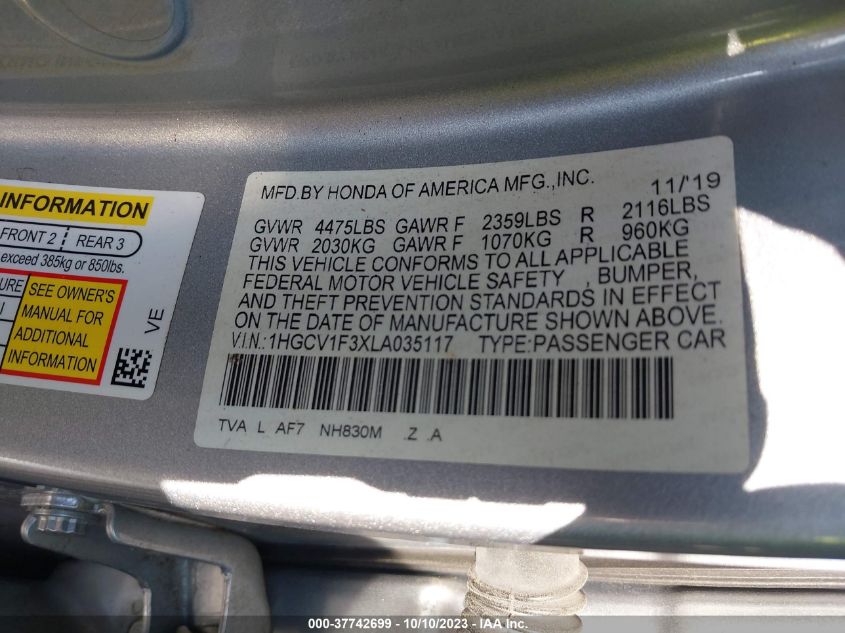 INFORMATION
FRONT 2 REAR 3
exceed 385kg or 850lbs.
SEE OWNER'S
MANUAL FOR
ADDITIONAL
INFORMATION
VE
MFD.BY HONDA OF AMERICA MFG.,INC. 11/'19
GVWR 4475LBS GAWR F 2359LBS R 2116LBS
GVWR 2030KG GAWR F 1070KG R 960KG
THIS VEHICLE CONFORMS TO ALL APPLICABLE
FEDERAL MOTOR VEHICLE SAFETY , BUMPER,
AND THEFT PREVENTION STANDARDS IN EFFECT
ON THE DATE OF MANUFACTURE SHOWN ABOVE.
V.I.N.:1HGCV1F3XLA035117 TYPE:PASSENGER CAR
TVA L AF7 NH830M .Z .A
000-37742699 - 10/10/2023 - IAA Inc.